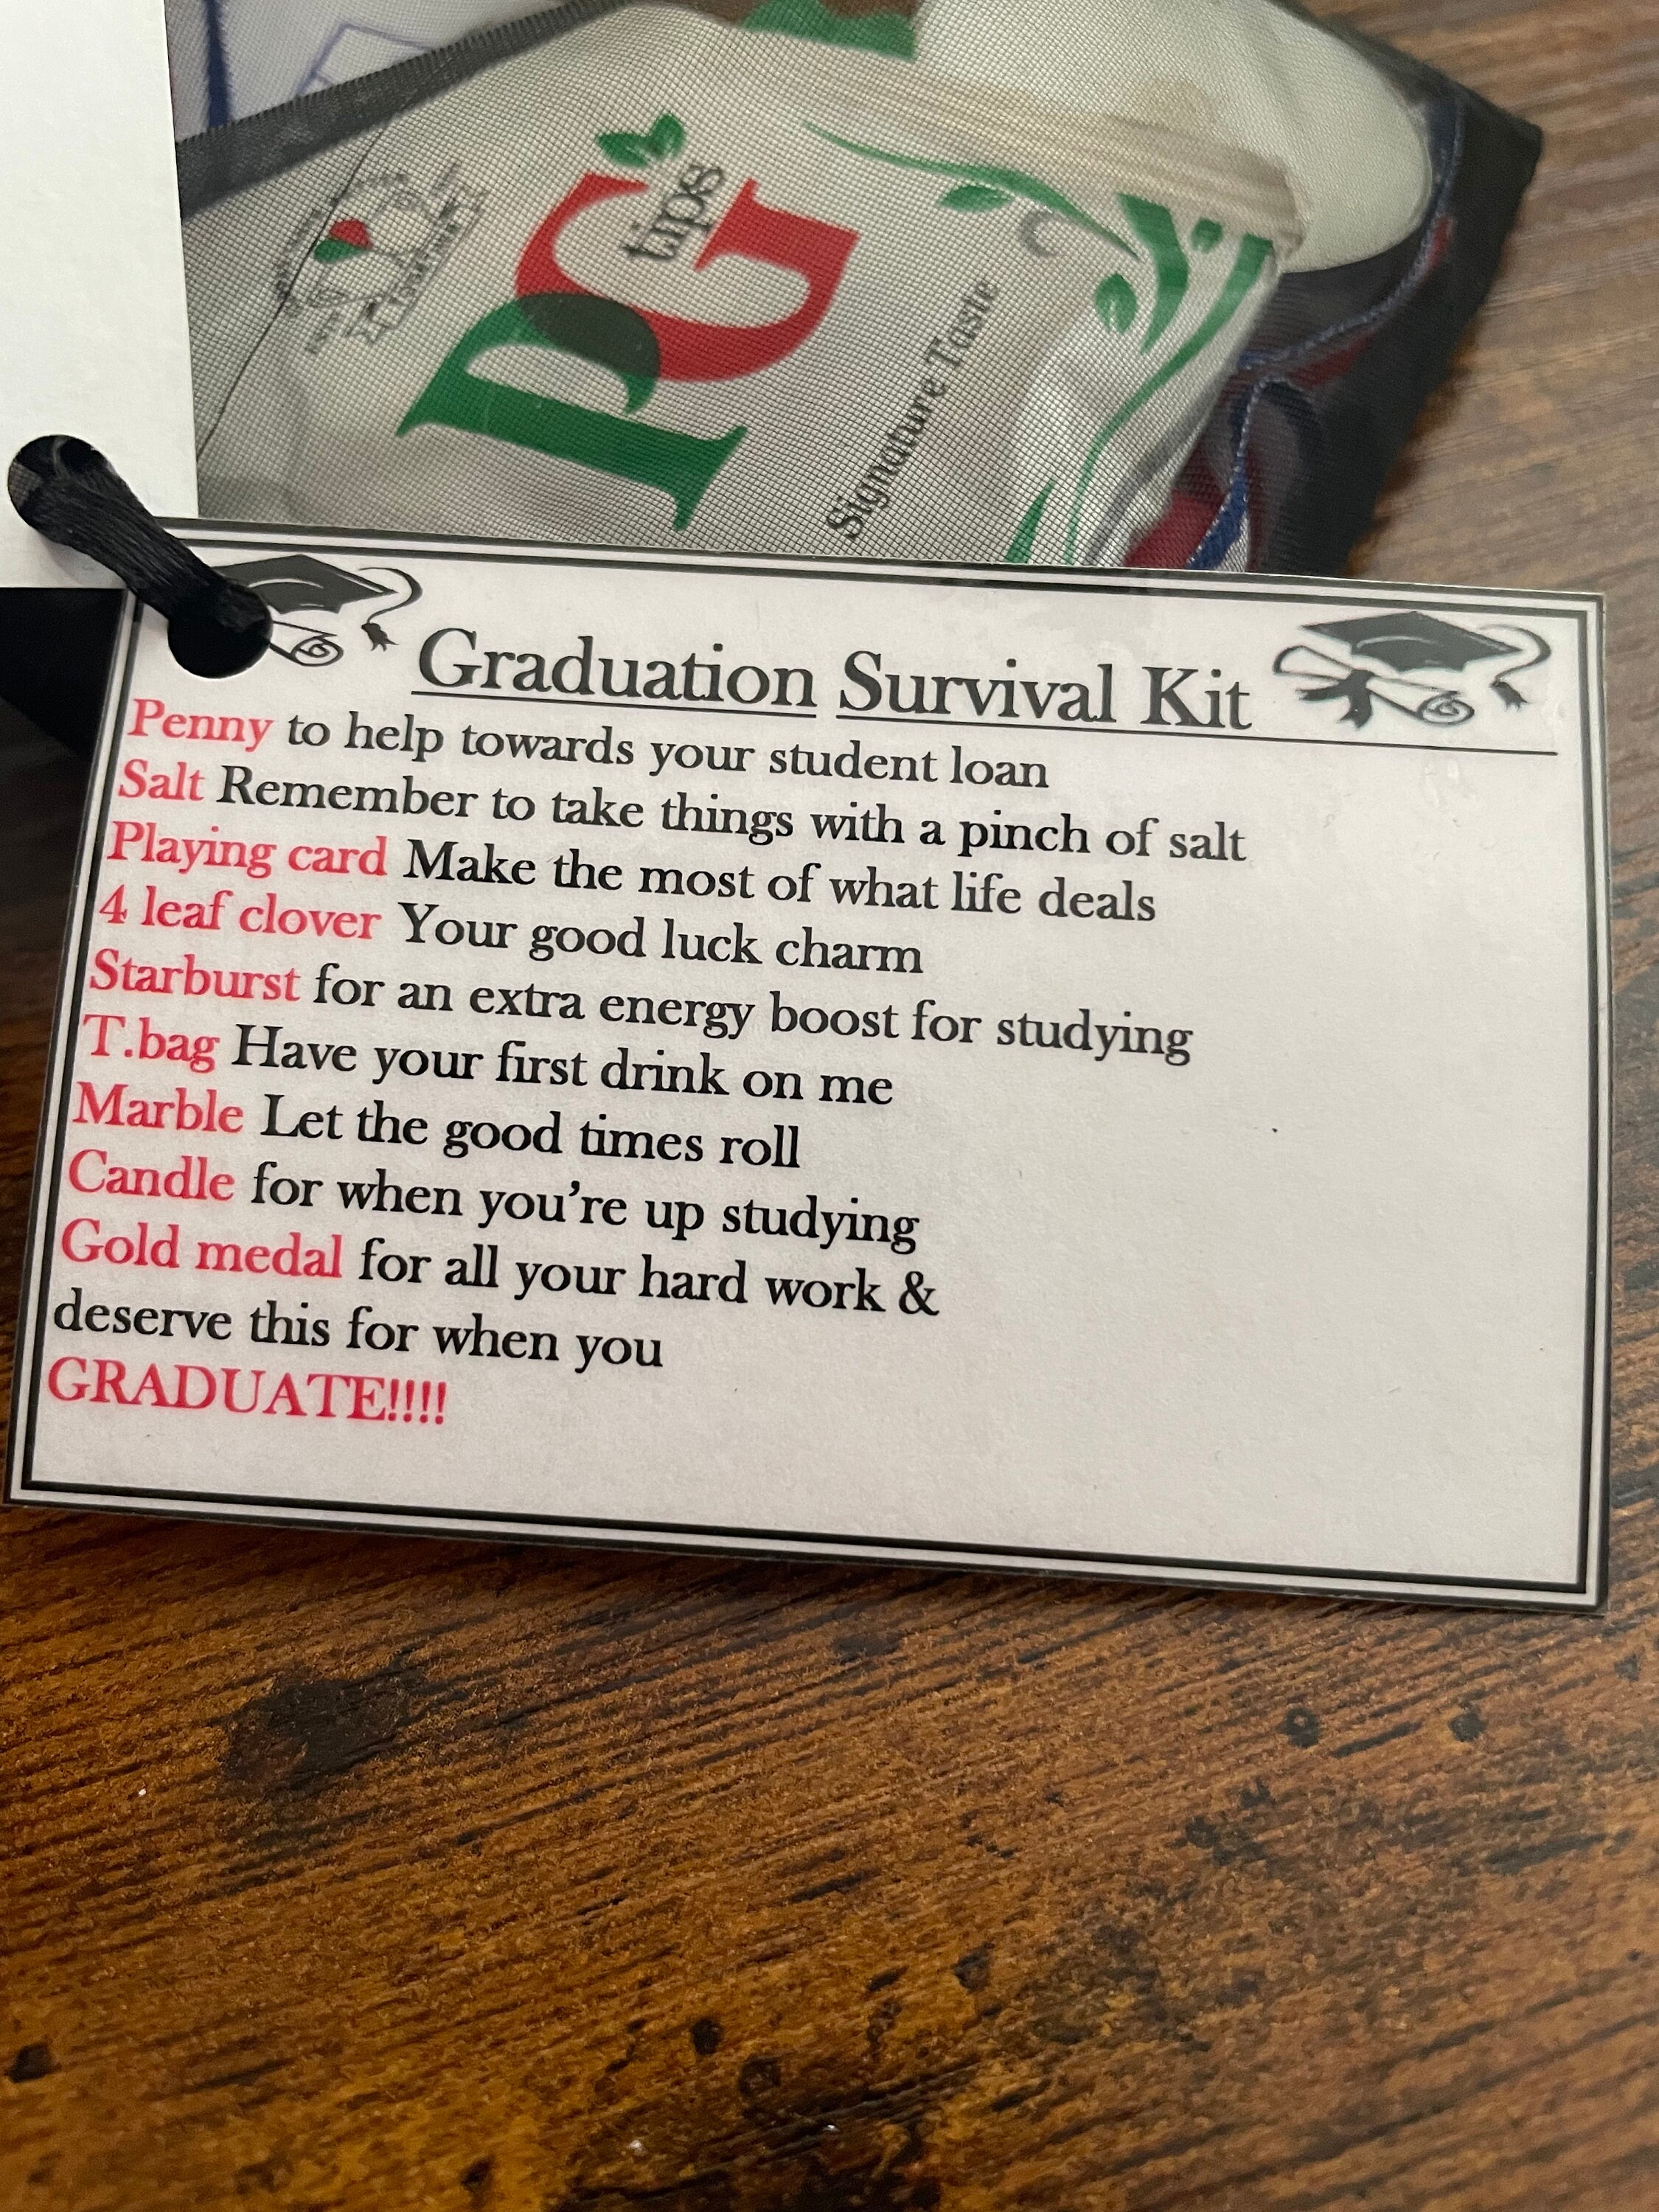 PG
tips
Signature Taste
Graduation Survival Kit
Penny to help towards your student loan
Salt Remember to take things with a pinch of salt
Playing card Make the most of what life deals
4 leaf clover Your good luck charm
Starburst for an extra energy boost for studying
T.bag Have your first drink on me
Marble Let the good times roll
Candle for when you're up studying
Gold medal for all your hard work &
deserve this for when you
GRADUATE!!!!